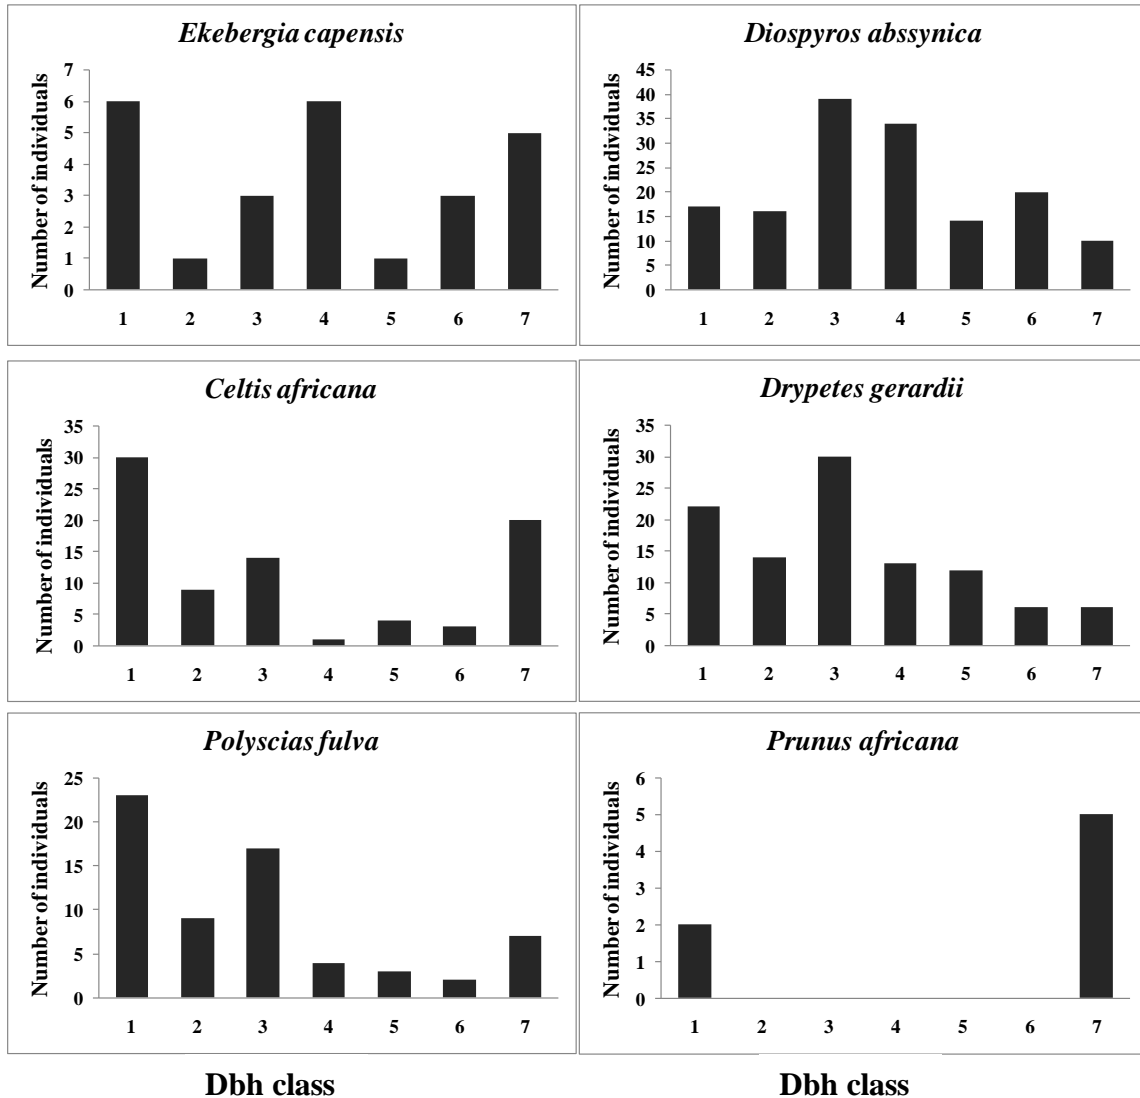 Ekebergia capensis
Number of individuals
7
6
5
4
3
2
1
0
1 2 3 4 5 6 7
Diospyros abssynica
Number of individuals
45
40
35
30
25
20
15
10
5
0
1 2 3 4 5 6 7
Celtis africana
Number of individuals
35
30
25
20
15
10
5
0
1 2 3 4 5 6 7
Drypetes gerardii
Number of individuals
35
30
25
20
15
10
5
0
1 2 3 4 5 6 7
Polyscias fulva
Number of individuals
25
20
15
10
5
0
1 2 3 4 5 6 7
Dbh class
Prunus africana
Number of individuals
6
5
4
3
2
1
0
1 2 3 4 5 6 7
Dbh class